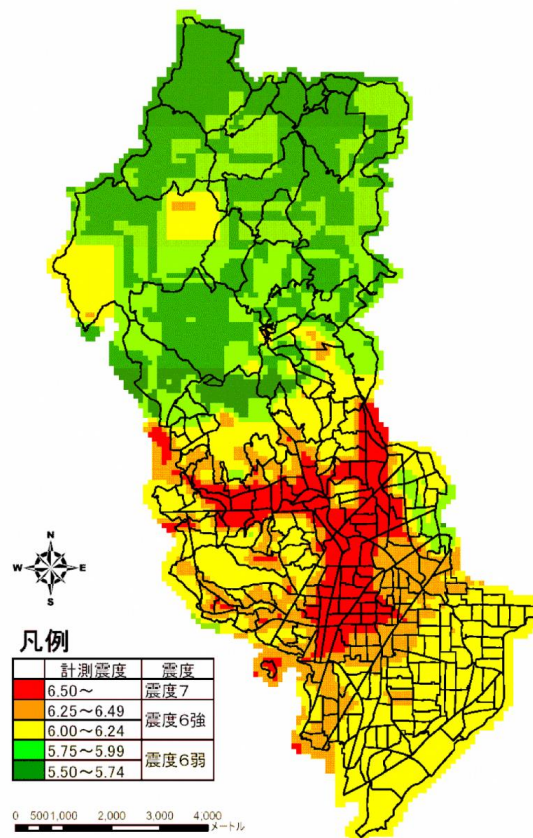 N
W E
S
凡例
計測震度 震度
6.50～ 震度7
6.25～6.49 震度6強
6.00～6.24
5.75～5.99 震度6弱
5.50～5.74
0 500 1,000 2,000 3,000 4,000 メートル